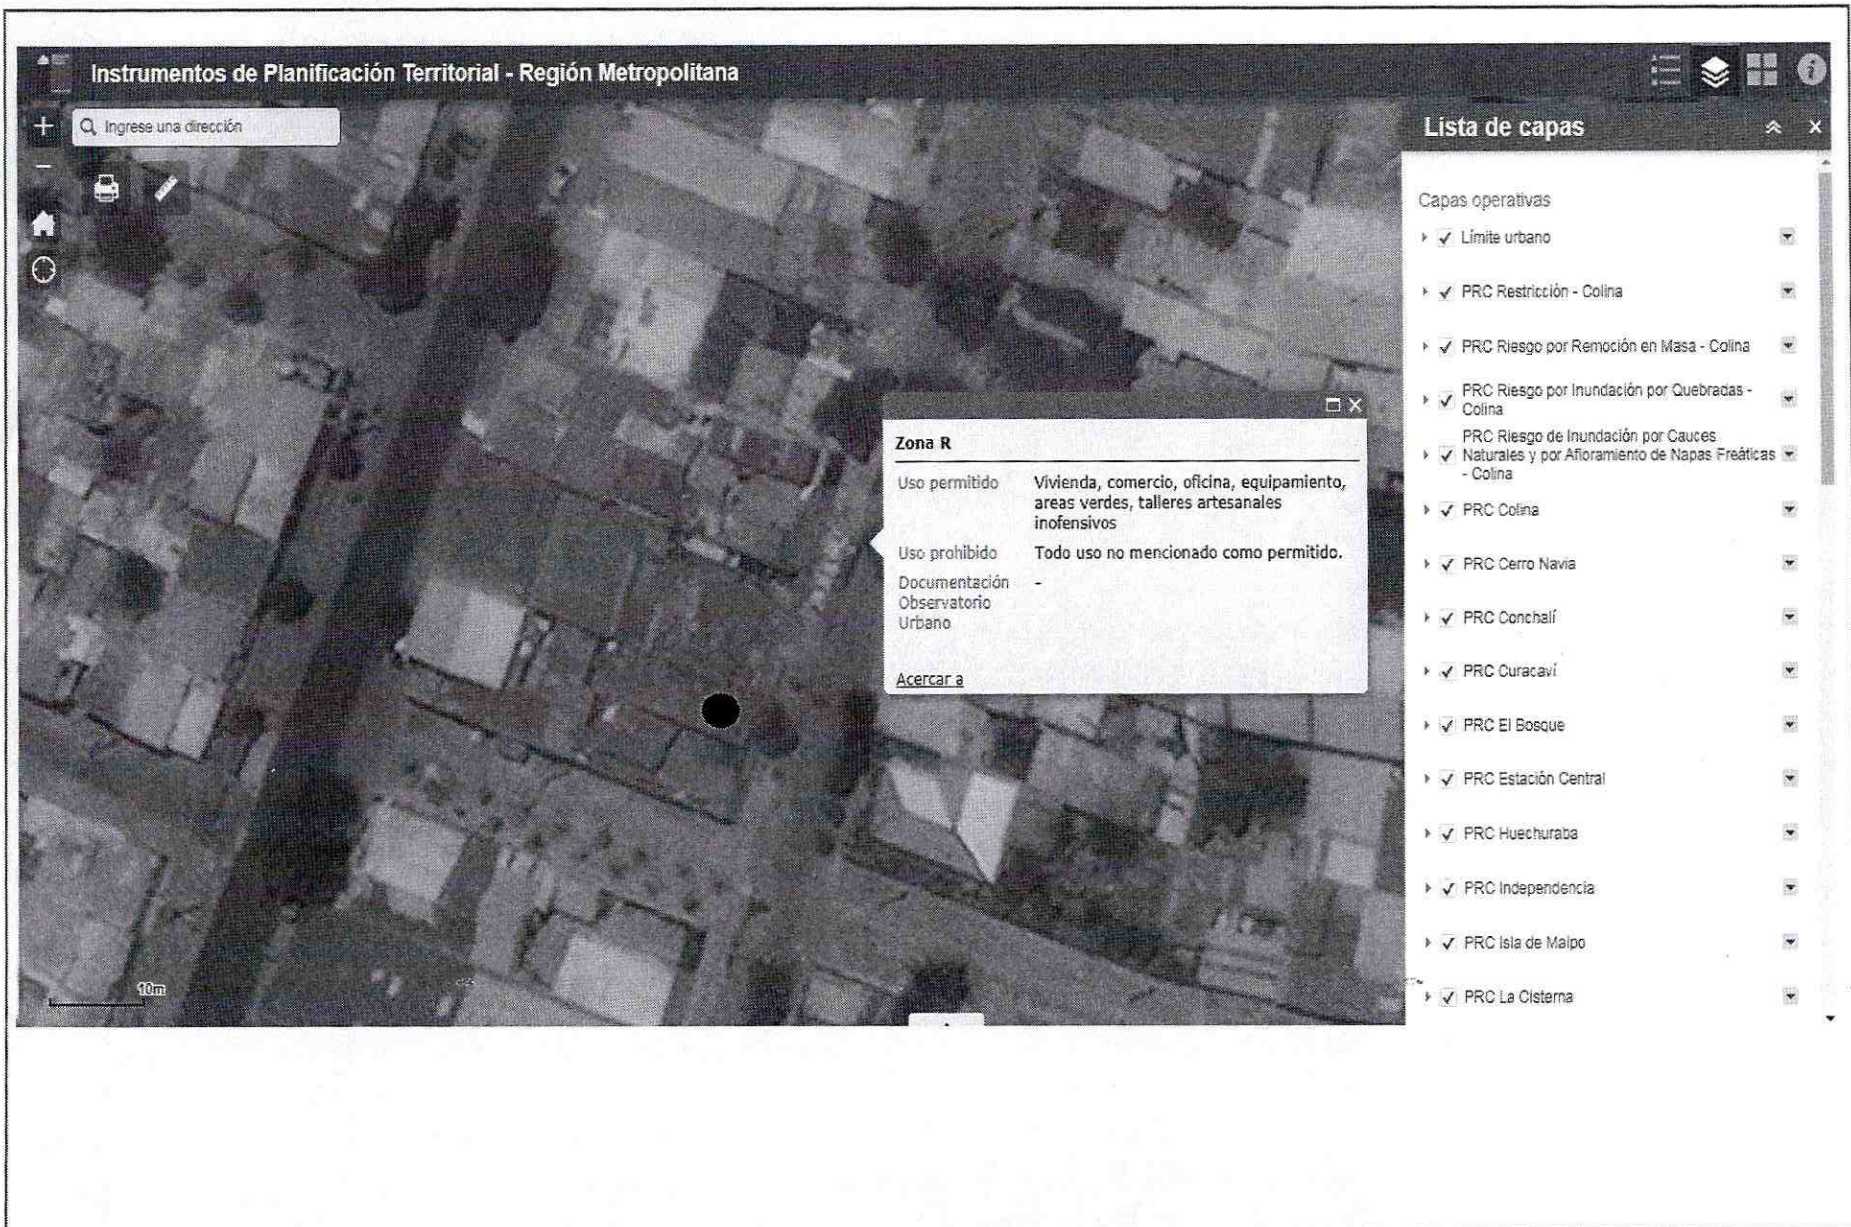 Instrumentos de Planificación Territorial - Región Metropolitana
Ingrese una dirección
Lista de capas
Capas operativas
Límite urbano
PRC Restricción - Colina
PRC Riesgo por Remoción en Masa - Colina
PRC Riesgo por Inundación por Quebradas -
Colina
PRC Riesgo de Inundación por Cauces
Naturales y por Afloramiento de Napas Freáticas
- Colina
PRC Colina
PRC Cerro Navia
PRC Conchalí
PRC Curacaví
PRC El Bosque
PRC Estación Central
PRC Huechuraba
PRC Independencia
PRC Isla de Maipo
PRC La Cisterna
Zona R
Uso permitido Vivienda, comercio, oficina, equipamiento,
areas verdes, talleres artesanales
inofensivos
Uso prohibido Todo uso no mencionado como permitido.
Documentación -
Observatorio
Urbano
Acercar a
10m